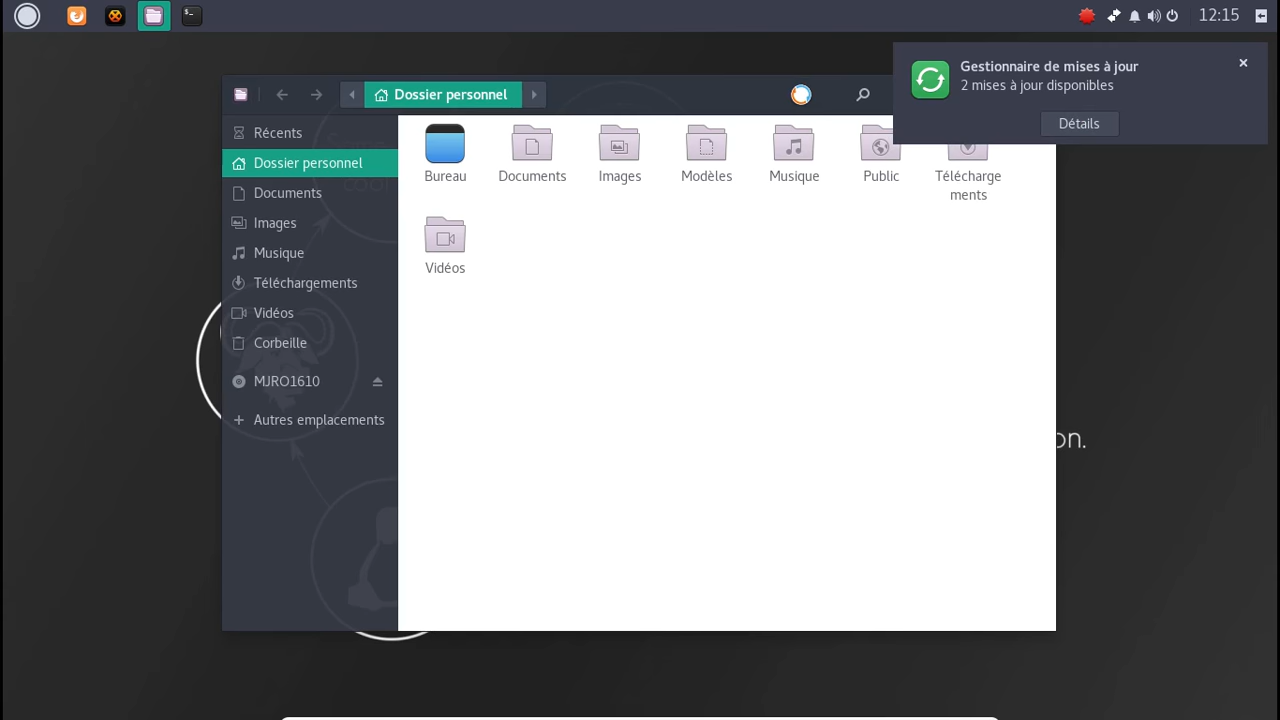 12:15
Gestionnaire de mises à jour
2 mises à jour disponibles
Détails
Dossier personnel
Récents
Dossier personnel
Documents
Images
Musique
Téléchargements
Vidéos
Corbeille
MJRO1610
Autres emplacements
Bureau
Documents
Images
Modèles
Musique
Public
Télécharge
ments
Vidéos
on.